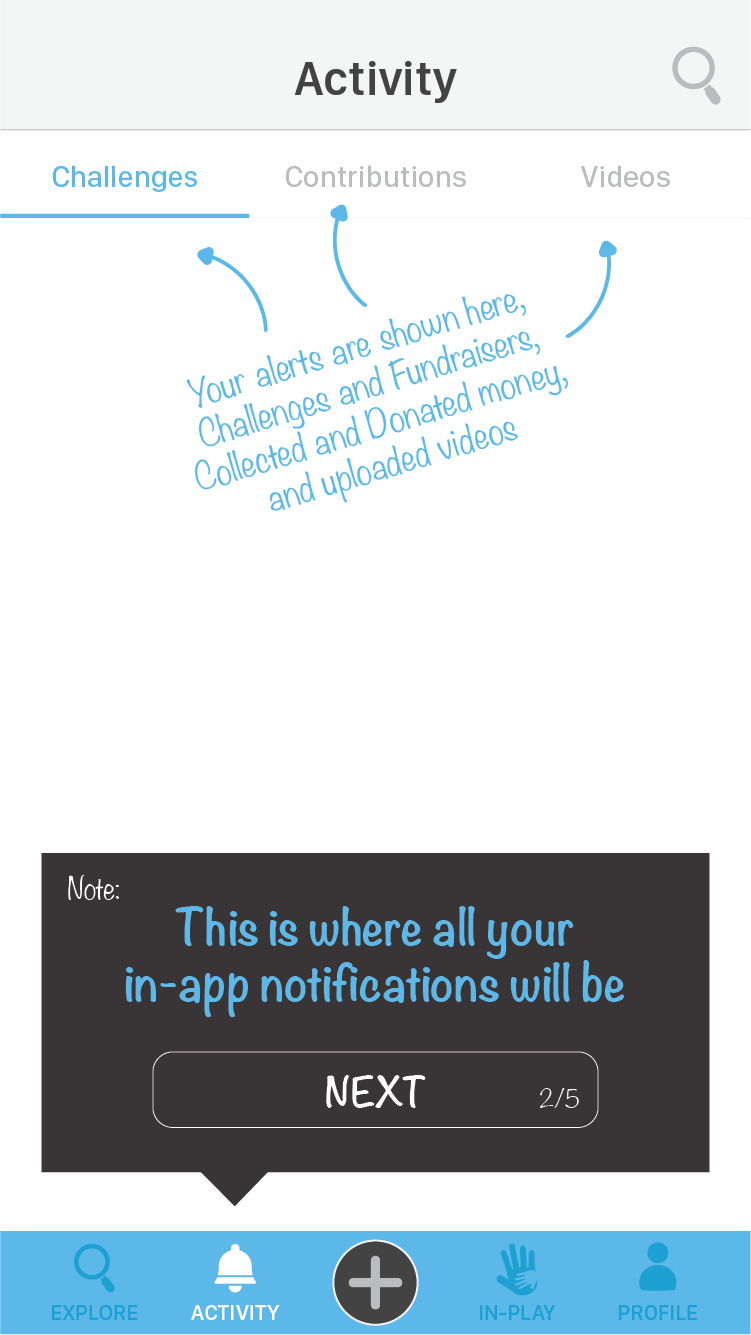 Activity
Challenges Contributions Videos
Your alerts are shown here,
Challenges and Fundraisers,
Collected and Donated money,
and uploaded videos
Note:
This is where all your
in-app notifications will be
NEXT 2/5
EXPLORE ACTIVITY IN-PLAY PROFILE